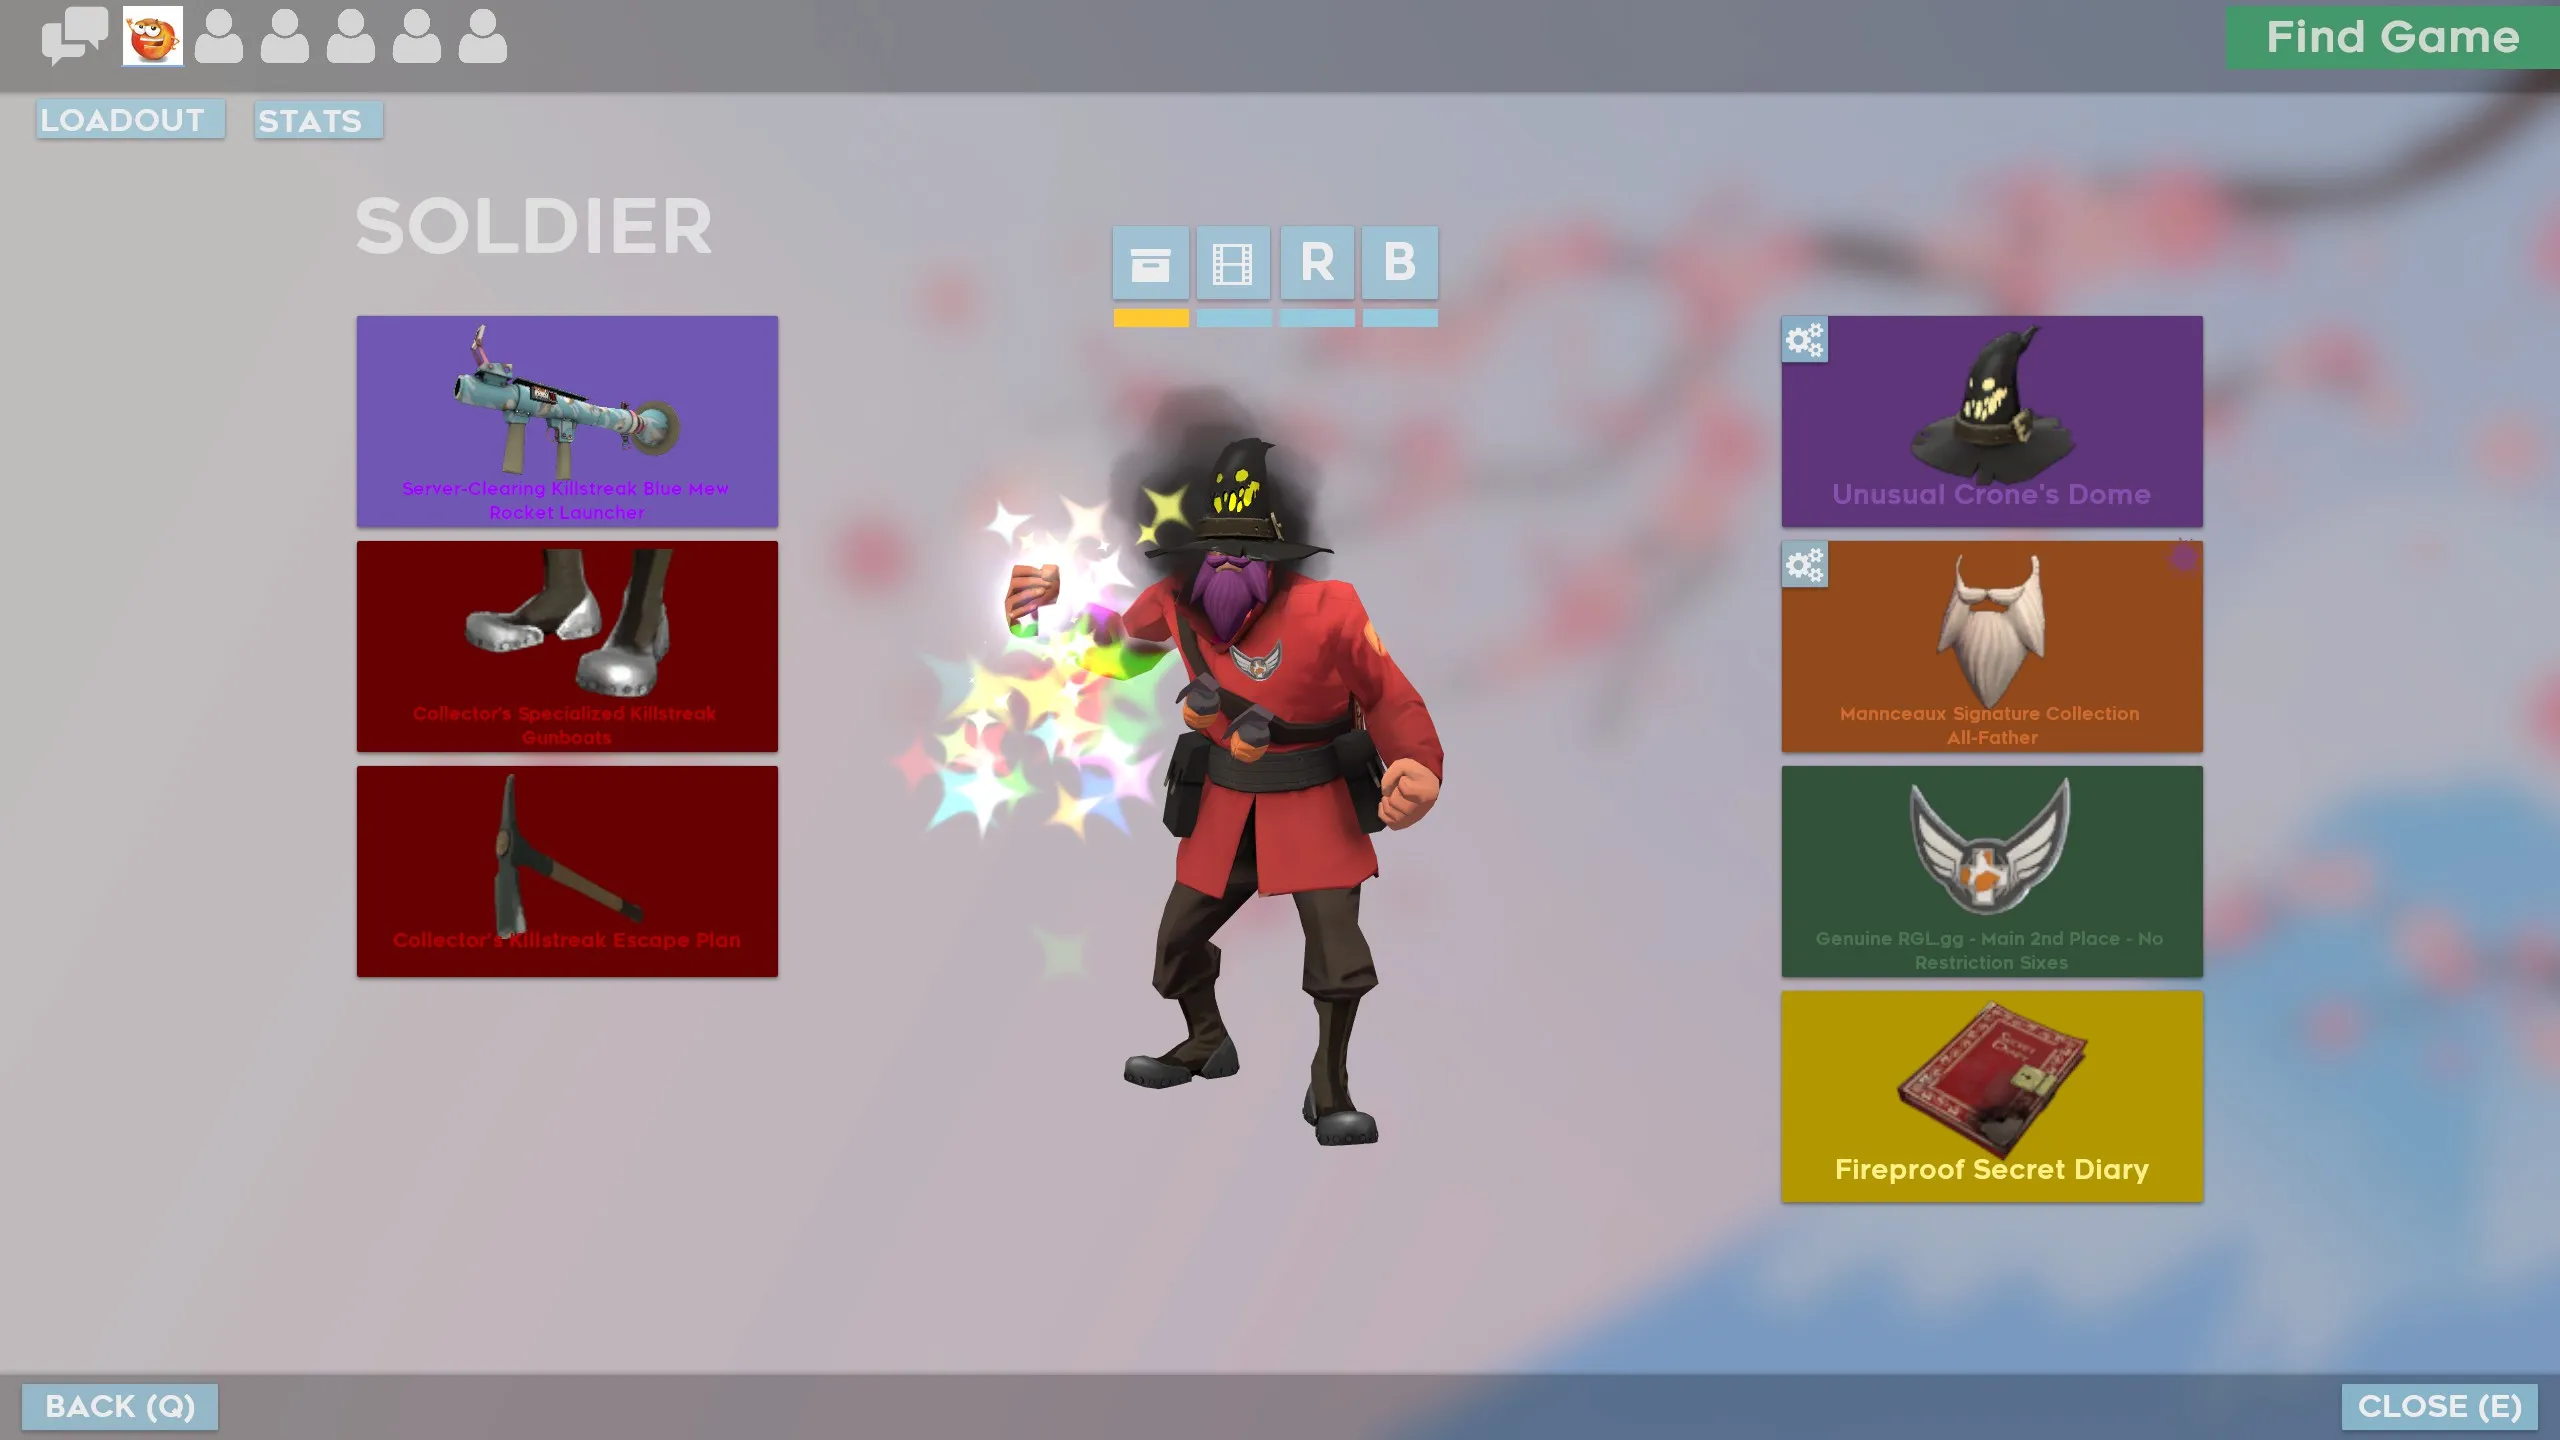 Find Game
LOADOUT
STATS
SOLDIER
R
B
Server-Clearing Killstreak Blue Mew
Rocket Launcher
Collector's Specialized Killstreak
Gunboats
Collector's Killstreak Escape Plan
Unusual Crone's Dome
Mannceaux Signature Collection
All-Father
Genuine RGL.gg - Main 2nd Place - No
Restriction Sixes
SECRET
DIARY
Fireproof Secret Diary
BACK (Q)
CLOSE (E)